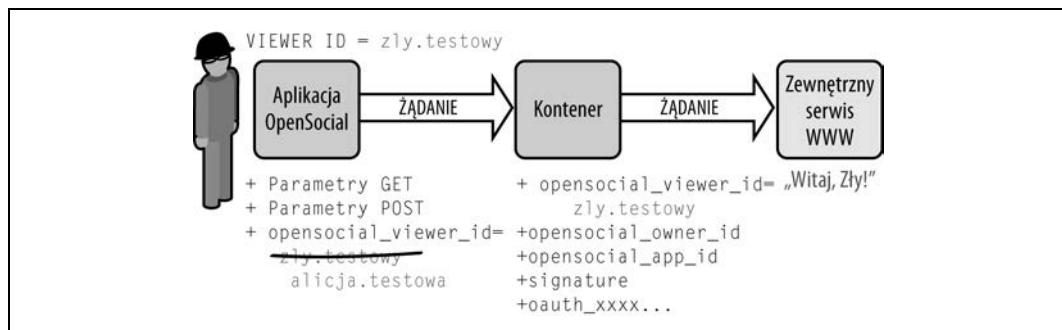 VIEWER ID = zly.testowy
Aplikacja
OpenSocial
ŻĄDANIE
Kontener
ŻĄDANIE
Zewnętrzny
serwis
WWW
+ Parametry GET
+ Parametry POST
+ opensocial_viewer_id=
zly.testowy
alicja.testowa
+ opensocial_viewer_id=
zly.testowy
+opensocial_owner_id
+opensocial_app_id
+signature
+oauth_xxxx...
„Witaj, Zły!”